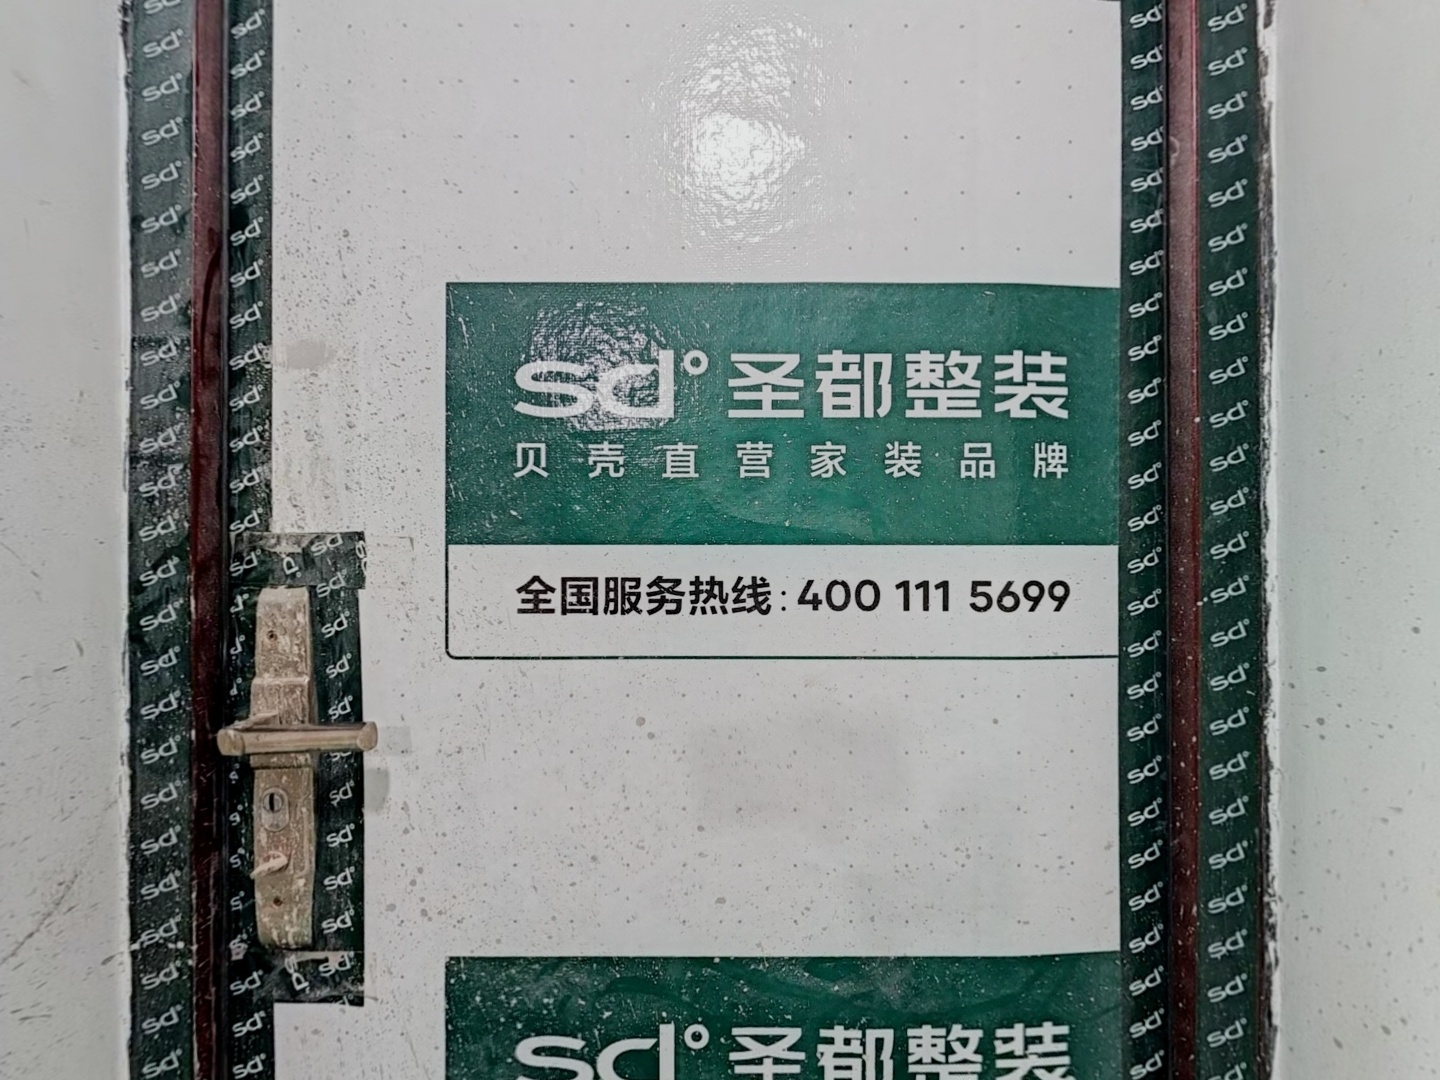 sd° 圣都整装
贝壳直营家装品牌
全国服务热线:400 111 5699
sd° 圣都整装